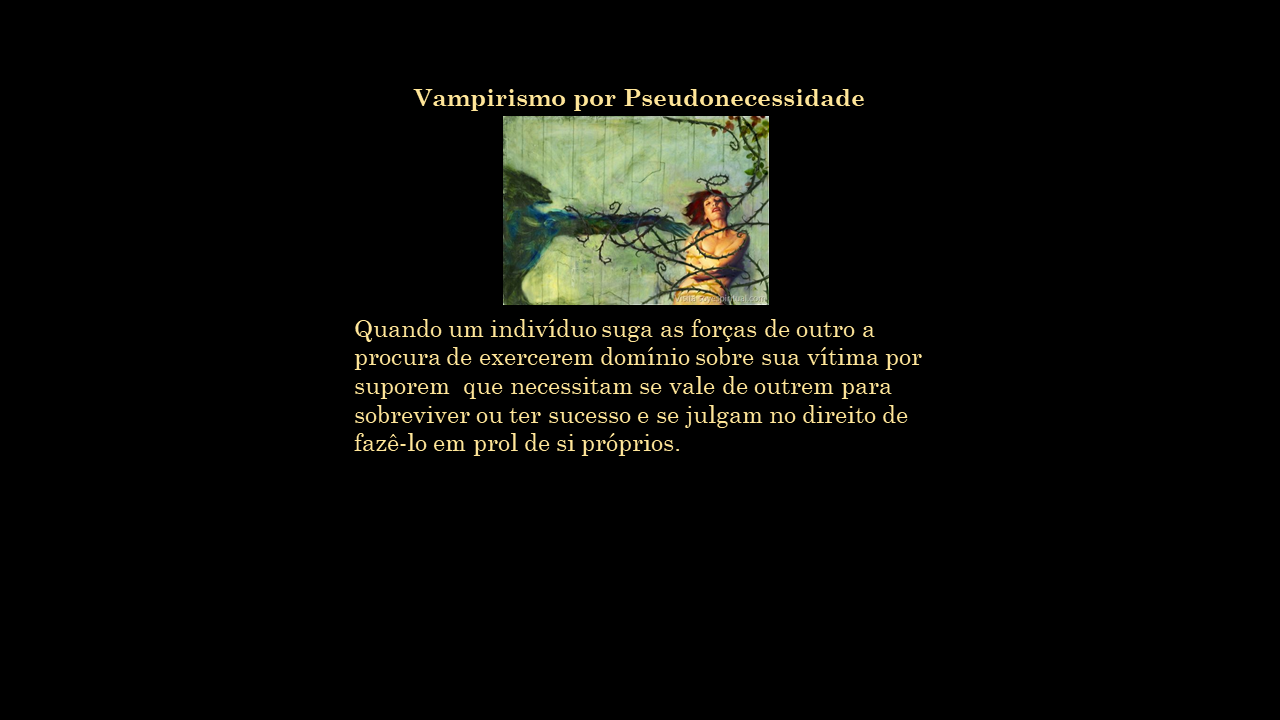 Vampirismo por Pseudonecessidade
Quando um indivíduo suga as forças de outro a
procura de exercerem domínio sobre sua vítima por
suporem  que necessitam se vale de outrem para
sobreviver ou ter sucesso e se julgam no direito de
fazê-lo em prol de si próprios.